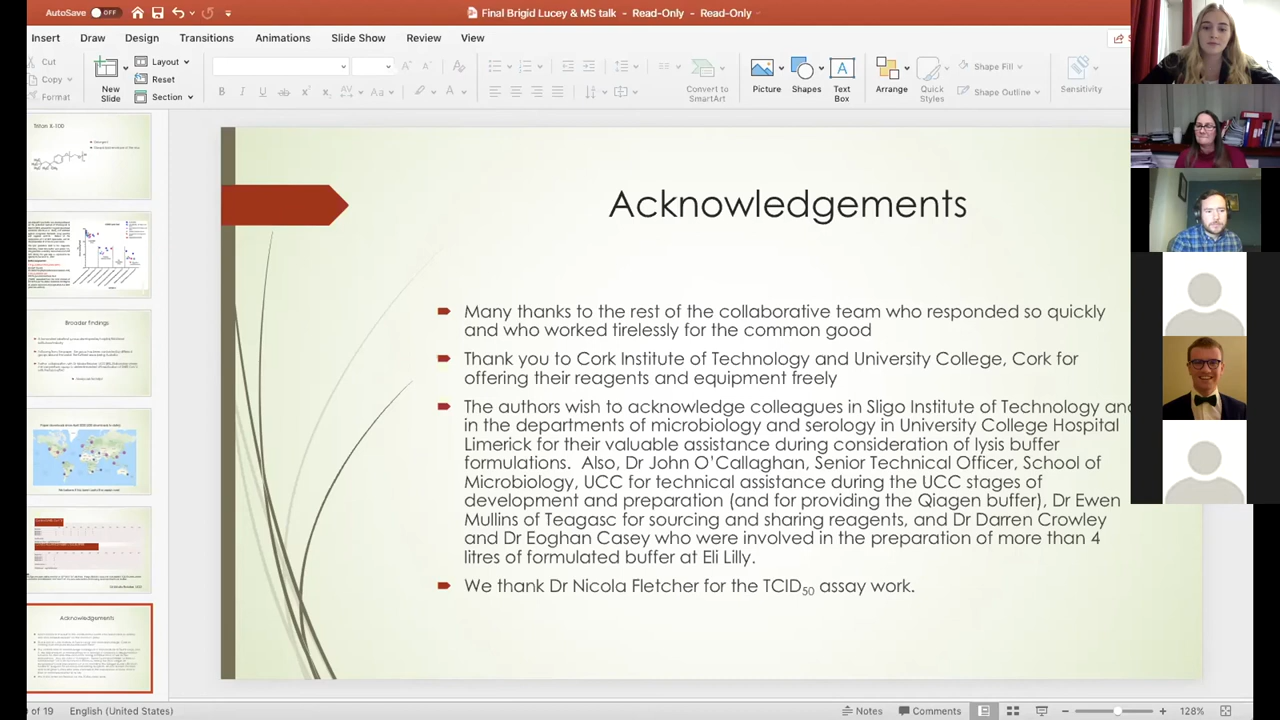 AutoSave OFF
Final Brigid Lucey & MS talk - Read-Only - Read-Only
Insert Draw Design Transitions Animations Slide Show Review View
Cut
Copy
Format
New Slide
Layout
Reset
Section
Convert to SmartArt
Picture
Shapes
Text Box
Arrange
Quick Styles
Shape Fill
Shape Outline
Sensitivity
Triton X-100
Broader findings
Acknowledgements
Acknowledgements
Many thanks to the rest of the collaborative team who responded so quickly
and who worked tirelessly for the common good
Thank you to Cork Institute of Technology and University College, Cork for
offering their reagents and equipment freely
The authors wish to acknowledge colleagues in Sligo Institute of Technology and
in the departments of microbiology and serology in University College Hospital
Limerick for their valuable assistance during consideration of lysis buffer
formulations. Also, Dr John O'Callaghan, Senior Technical Officer, School of
Microbiology, UCC for technical assistance during the UCC stages of
development and preparation (and for providing the Qiagen buffer), Dr Ewen
Mullins of Teagasc for sourcing and sharing reagents, and Dr Darren Crowley
and Dr Eoghan Casey who were involved in the preparation of more than 4
litres of formulated buffer at Eli Lilly.
We thank Dr Nicola Fletcher for the TCID50 assay work.
of 19 English (United States) Notes Comments 128%